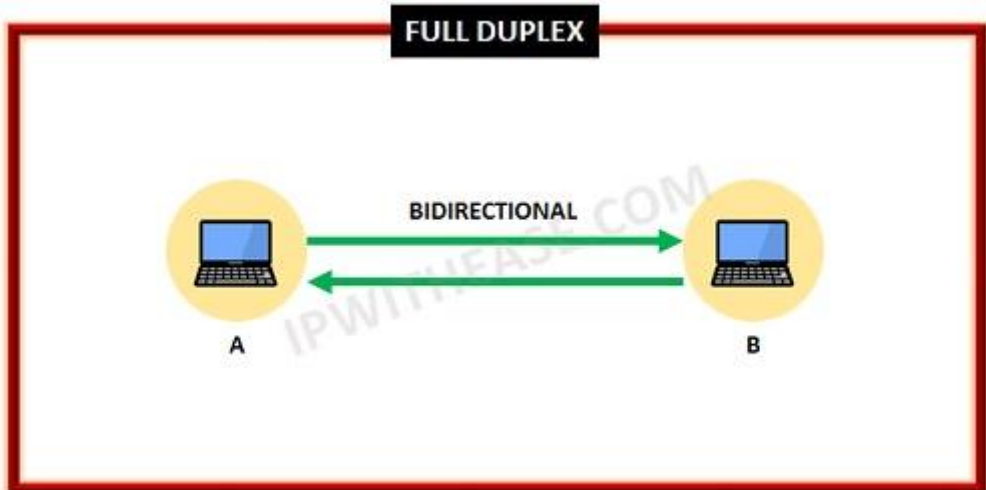 FULL DUPLEX
BIDIRECTIONAL
IPWITHEASE.COM
A
B